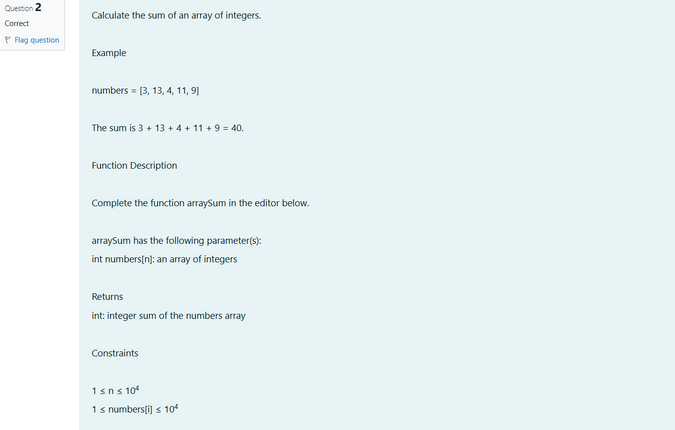 Question 2
Correct
Flag question
Calculate the sum of an array of integers.
Example
numbers = [3, 13, 4, 11, 9]
The sum is 3 + 13 + 4 + 11 + 9 = 40.
Function Description
Complete the function arraySum in the editor below.
arraySum has the following parameter(s):
int numbers[n]: an array of integers
Returns
int: integer sum of the numbers array
Constraints
1 ≤ n ≤ 10⁴
1 ≤ numbers[i] ≤ 10⁴